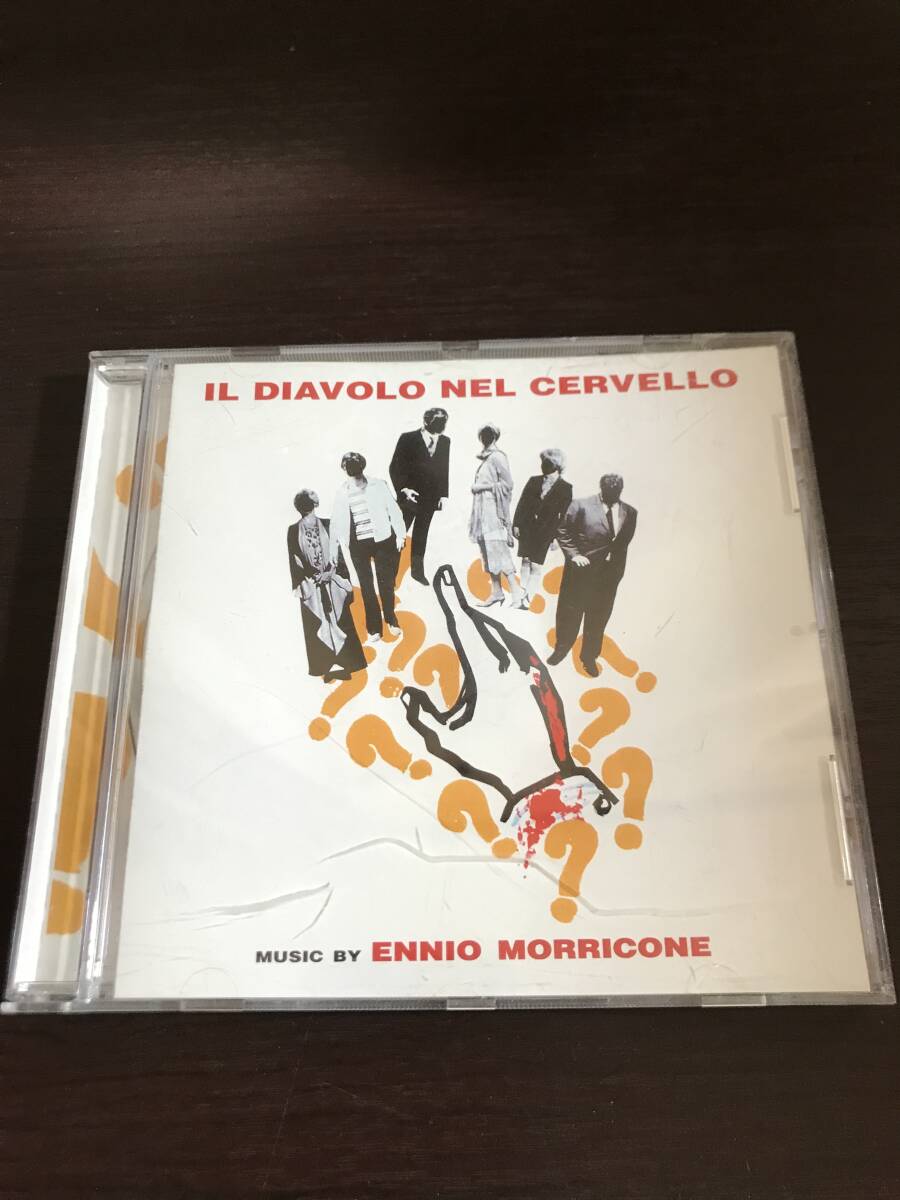 IL DIAVOLO NEL CERVELLO
MUSIC BY ENNIO MORRICONE